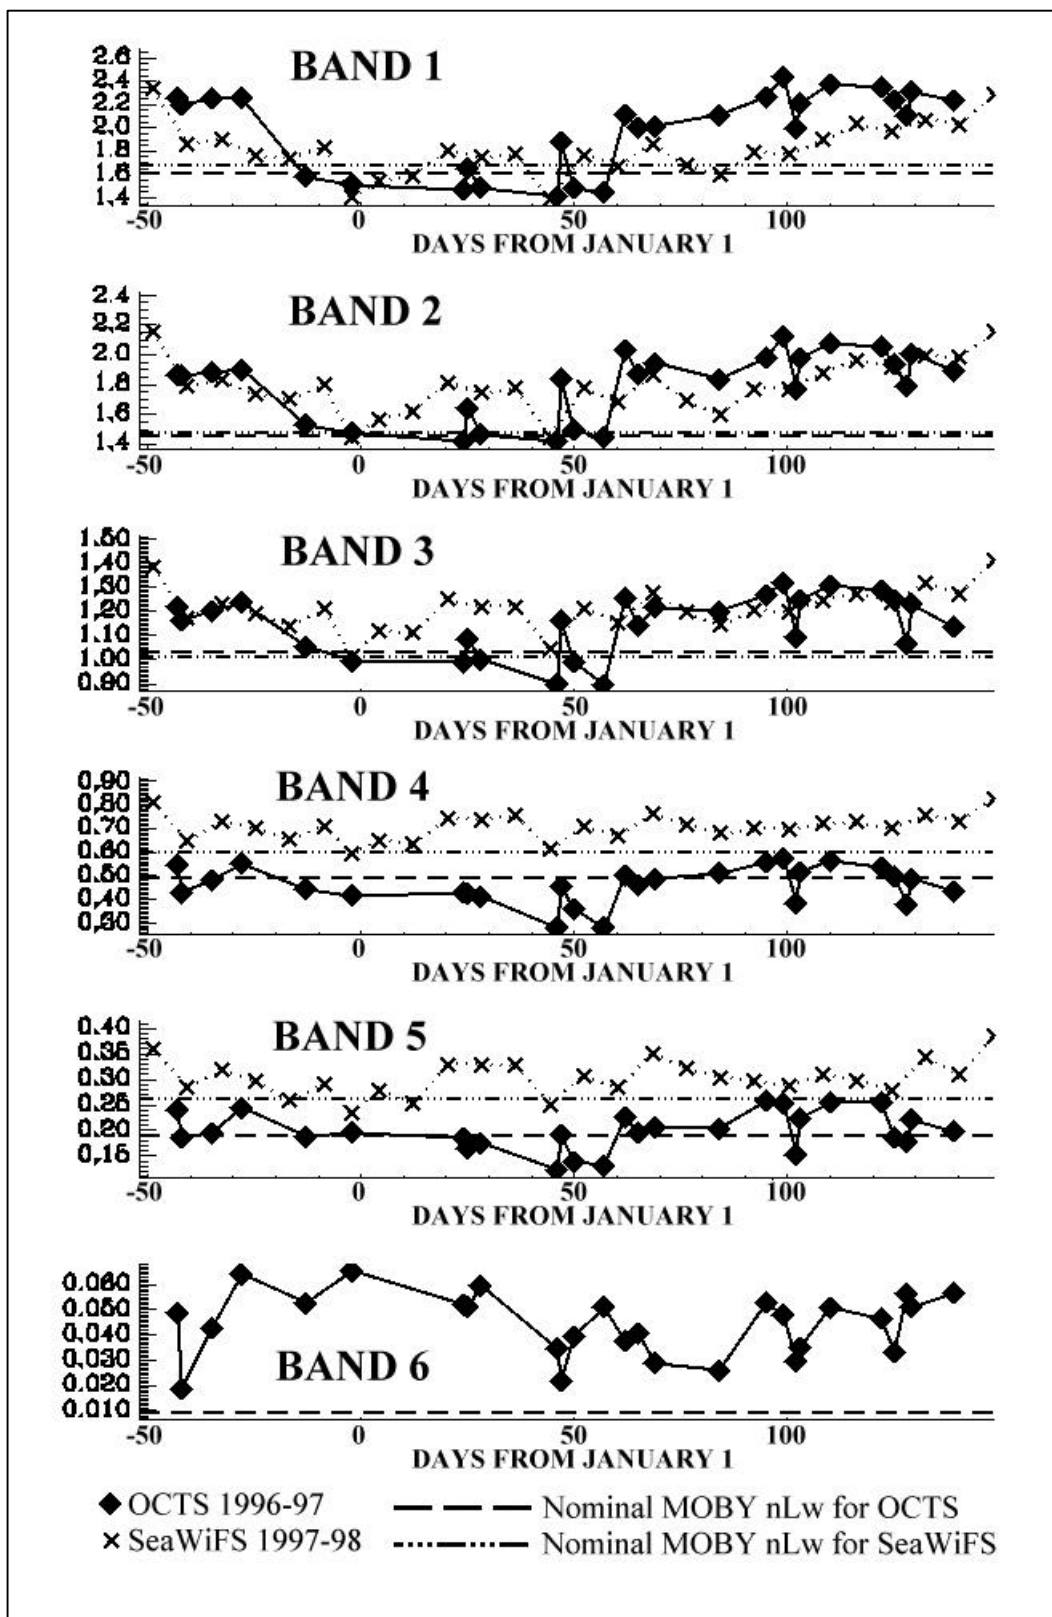 BAND 1
2.6
2.4
2.2
2.0
1.8
1.6
1.4
-50 0 50 100
DAYS FROM JANUARY 1
BAND 2
2.4
2.2
2.0
1.8
1.6
1.4
-50 0 50 100
DAYS FROM JANUARY 1
BAND 3
1.50
1.40
1.30
1.20
1.10
1.00
0.90
-50 0 50 100
DAYS FROM JANUARY 1
BAND 4
0.90
0.80
0.70
0.60
0.50
0.40
0.30
-50 0 50 100
DAYS FROM JANUARY 1
BAND 5
0.40
0.35
0.30
0.25
0.20
0.15
-50 0 50 100
DAYS FROM JANUARY 1
0.060
0.050
0.040
0.030
BAND 6
0.020
0.010
-50 0 50 100
DAYS FROM JANUARY 1
OCTS 1996-97 Nominal MOBY nLw for OCTS
SeaWiFS 1997-98 Nominal MOBY nLw for SeaWiFS